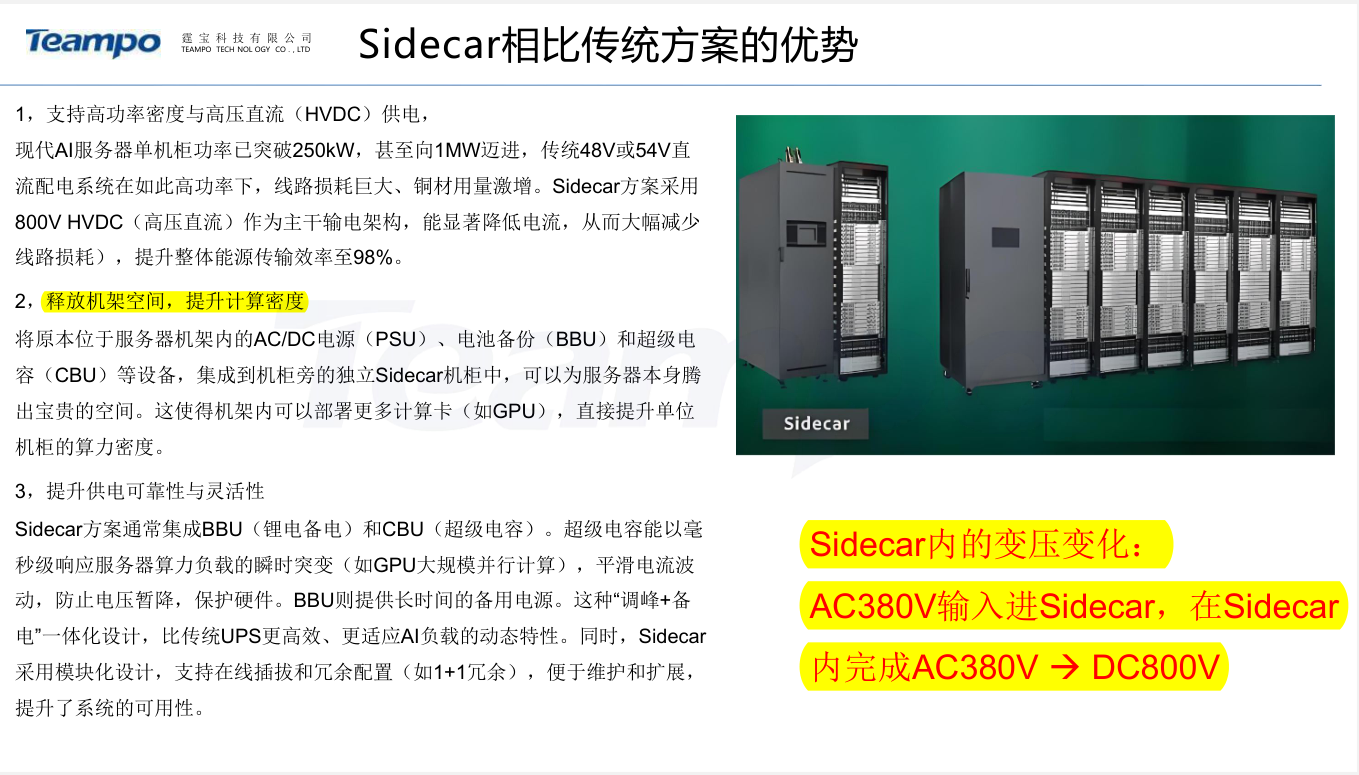 Teampo
霆宝科技有限公司
TEAMPO TECHNOLOGY CO.,LTD
Sidecar相比传统方案的优势
1，支持高功率密度与高压直流（HVDC）供电，
现代AI服务器单机柜功率已突破250kW，甚至向1MW迈进，传统48V或54V直
流配电系统在如此高功率下，线路损耗巨大、铜材用量激增。Sidecar方案采用
800V HVDC（高压直流）作为主干输电架构，能显著降低电流，从而大幅减少
线路损耗），提升整体能源传输效率至98%。
2，释放机架空间，提升计算密度
将原本位于服务器机架内的AC/DC电源（PSU）、电池备份（BBU）和超级电
容（CBU）等设备，集成到机柜旁的独立Sidecar机柜中，可以为服务器本身腾
出宝贵的空间。这使得机架内可以部署更多计算卡（如GPU），直接提升单位
机柜的算力密度。
3，提升供电可靠性与灵活性
Sidecar方案通常集成BBU（锂电备电）和CBU（超级电容）。超级电容能以毫
秒级响应服务器算力负载的瞬时突变（如GPU大规模并行计算），平滑电流波
动，防止电压暂降，保护硬件。BBU则提供长时间的备用电源。这种“调峰+备
电”一体化设计，比传统UPS更高效、更适应AI负载的动态特性。同时，Sidecar
采用模块化设计，支持在线插拔和冗余配置（如1+1冗余），便于维护和扩展，
提升了系统的可用性。
Sidecar
Sidecar内的变压变化：
AC380V输入进Sidecar，在Sidecar
内完成AC380V → DC800V